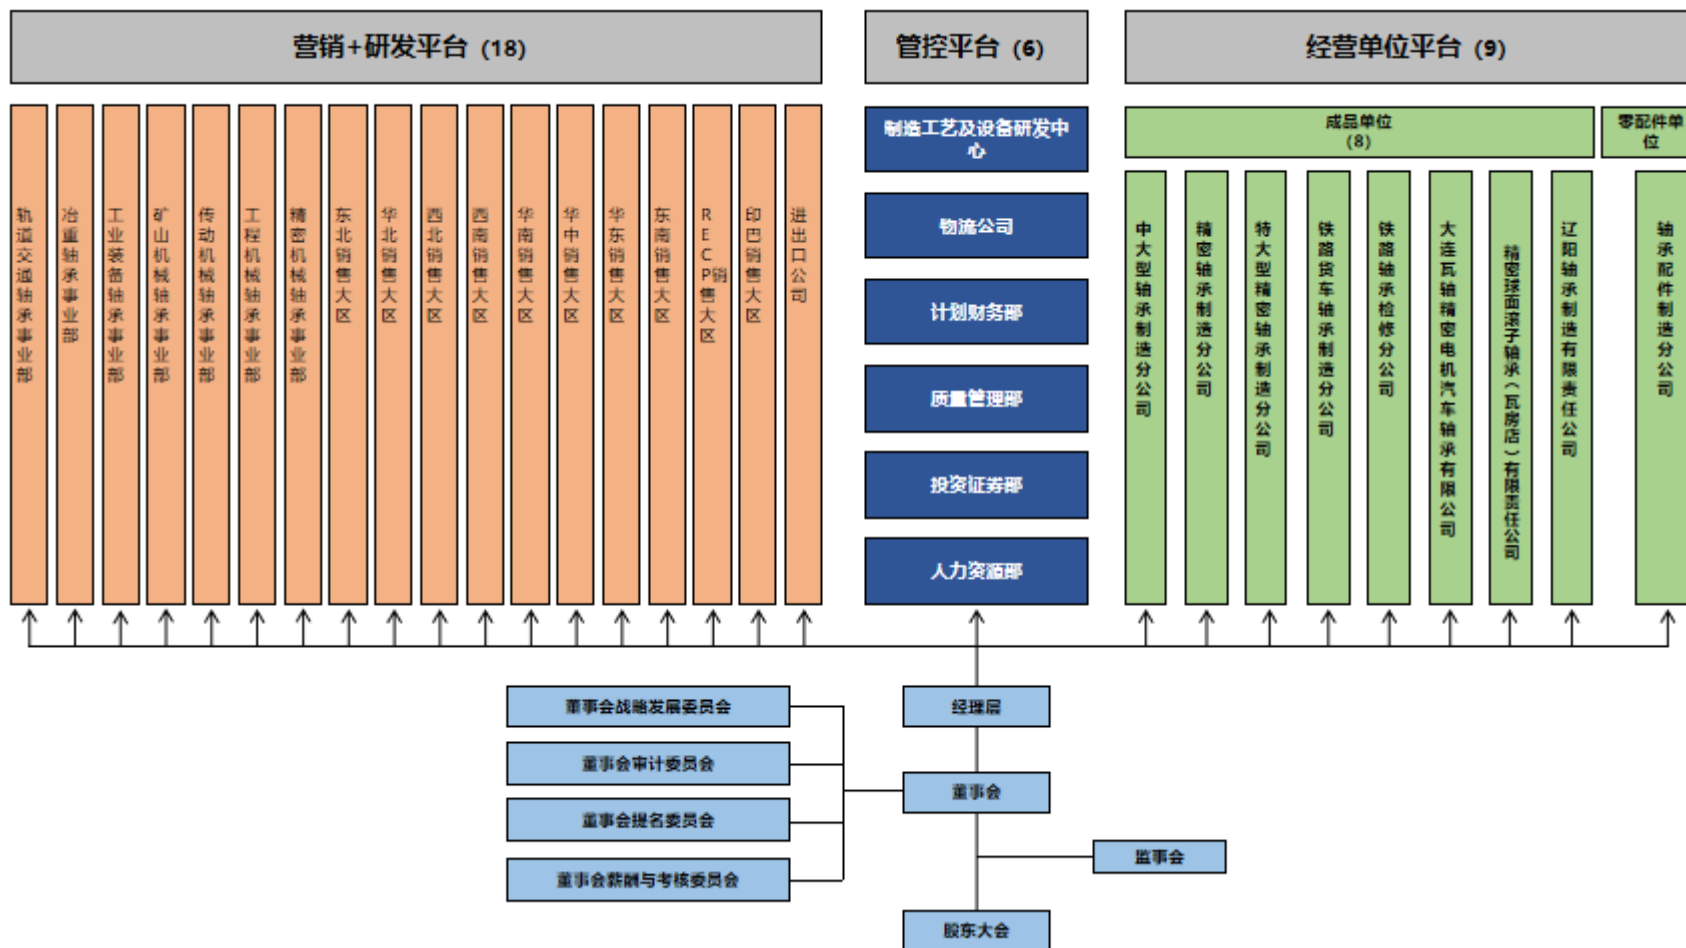 营销+研发平台 (18)
管控平台 (6)
经营单位平台 (9)
轨道交通轴承事业部
冶重轴承事业部
工业装备轴承事业部
矿山机械轴承事业部
传动机械轴承事业部
工程机械轴承事业部
精密机械轴承事业部
东北销售大区
华北销售大区
西北销售大区
西南销售大区
华南销售大区
华中销售大区
华东销售大区
东南销售大区
RECP销售大区
印巴销售大区
进出口公司
制造工艺及设备研发中
心
物流公司
计划财务部
质量管理部
投资证券部
人力资源部
成品单位
(8)
零配件单
位
中大型轴承制造分公司
精密轴承制造分公司
特大型精密轴承制造分公司
铁路货车轴承制造分公司
铁路轴承检修分公司
大连瓦轴精密电机汽车轴承有限公司
精密球面滚子轴承（瓦房店）有限责任公司
辽阳轴承制造有限责任公司
轴承配件制造分公司
董事会战略发展委员会
经理层
董事会审计委员会
董事会
董事会提名委员会
监事会
董事会薪酬与考核委员会
股东大会